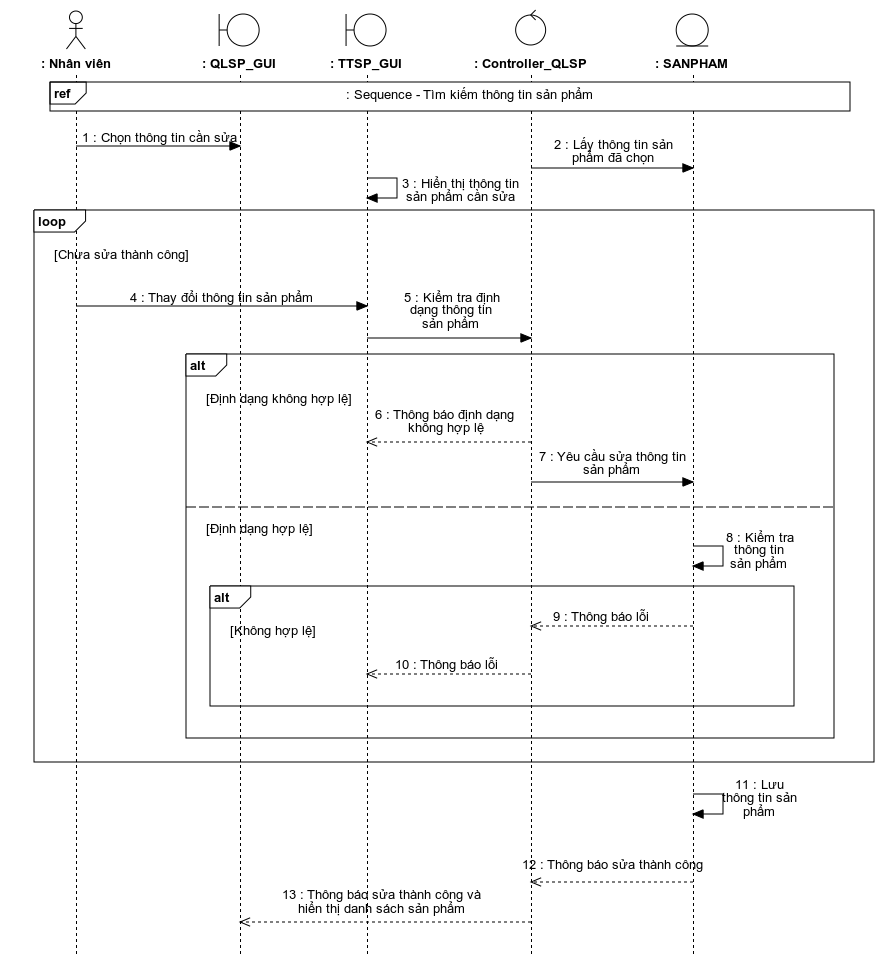 : Nhân viên
: QLSP_GUI
: TTSP_GUI
: Controller_QLSP
: SANPHAM
ref
: Sequence - Tìm kiếm thông tin sản phẩm
1 : Chọn thông tin cần sửa
2 : Lấy thông tin sản
phẩm đã chọn
3 : Hiển thị thông tin
sản phẩm cần sửa
loop
[Chưa sửa thành công]
4 : Thay đổi thông tin sản phẩm
5 : Kiểm tra định
dạng thông tin
sản phẩm
alt
[Định dạng không hợp lệ]
6 : Thông báo định dạng
không hợp lệ
7 : Yêu cầu sửa thông tin
sản phẩm
[Định dạng hợp lệ]
8 : Kiểm tra
thông tin
sản phẩm
alt
9 : Thông báo lỗi
[Không hợp lệ]
10 : Thông báo lỗi
11 : Lưu
thông tin sản
phẩm
12 : Thông báo sửa thành công
13 : Thông báo sửa thành công và
hiển thị danh sách sản phẩm